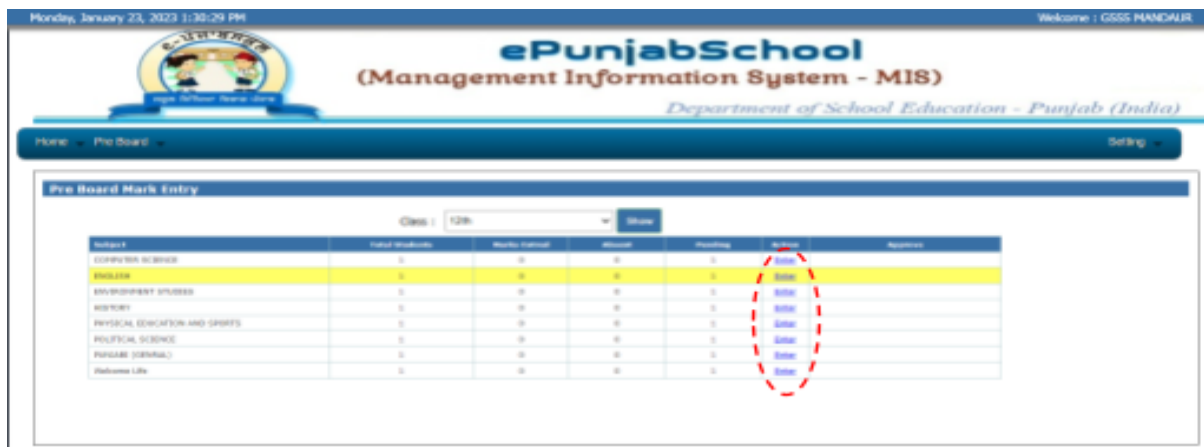 Monday, January 23, 2023 1:30:29 PM Welcome : GSSS MANDAUR
ePunjabSchool
(Management Information System - MIS)
Department of School Education - Punjab (India)
Home Pre Board Setting
Pre Board Mark Entry
Class : 12th Show
Subject Total Students Marks Entred Absent Pending Action Approve
COMPUTER SCIENCE 1 0 0 1 Enter
ENGLISH 1 0 0 1 Enter
ENVIRONMENT STUDIES 1 0 0 1 Enter
HISTORY 1 0 0 1 Enter
PHYSICAL EDUCATION AND SPORTS 1 0 0 1 Enter
POLITICAL SCIENCE 1 0 0 1 Enter
PUNJABI (GENERAL) 1 0 0 1 Enter
Welcome Life 1 0 0 1 Enter